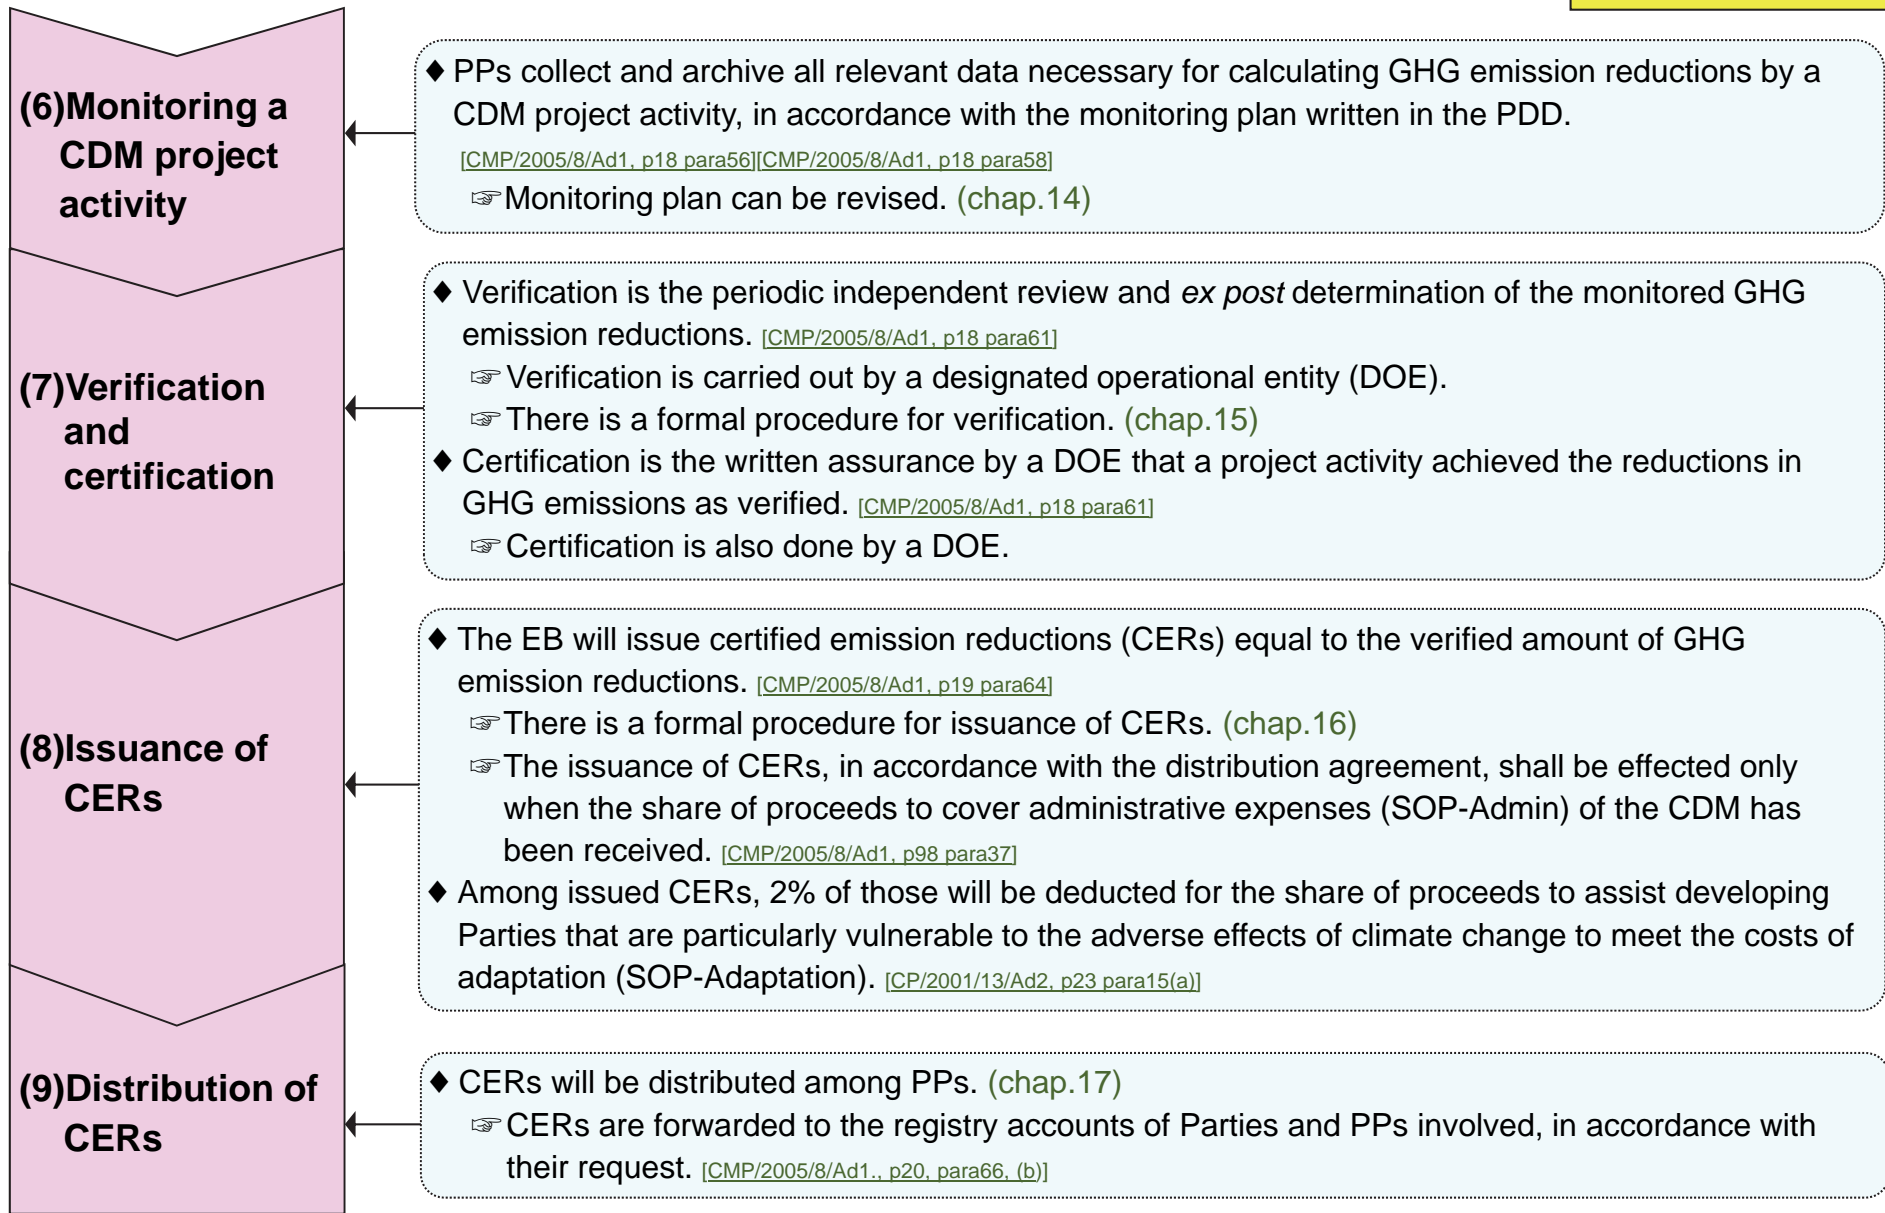 (6)Monitoring a
CDM project
activity
♦ PPs collect and archive all relevant data necessary for calculating GHG emission reductions by a
CDM project activity, in accordance with the monitoring plan written in the PDD.
[CMP/2005/8/Ad1, p18 para56][CMP/2005/8/Ad1, p18 para58]
☞Monitoring plan can be revised. (chap.14)
(7)Verification
and
certification
♦ Verification is the periodic independent review and ex post determination of the monitored GHG
emission reductions. [CMP/2005/8/Ad1, p18 para61]
☞Verification is carried out by a designated operational entity (DOE).
☞There is a formal procedure for verification. (chap.15)
♦ Certification is the written assurance by a DOE that a project activity achieved the reductions in
GHG emissions as verified. [CMP/2005/8/Ad1, p18 para61]
☞Certification is also done by a DOE.
(8)Issuance of
CERs
♦ The EB will issue certified emission reductions (CERs) equal to the verified amount of GHG
emission reductions. [CMP/2005/8/Ad1, p19 para64]
☞There is a formal procedure for issuance of CERs. (chap.16)
☞The issuance of CERs, in accordance with the distribution agreement, shall be effected only
when the share of proceeds to cover administrative expenses (SOP-Admin) of the CDM has
been received. [CMP/2005/8/Ad1, p98 para37]
♦ Among issued CERs, 2% of those will be deducted for the share of proceeds to assist developing
Parties that are particularly vulnerable to the adverse effects of climate change to meet the costs of
adaptation (SOP-Adaptation). [CP/2001/13/Ad2, p23 para15(a)]
(9)Distribution of
CERs
♦ CERs will be distributed among PPs. (chap.17)
☞CERs are forwarded to the registry accounts of Parties and PPs involved, in accordance with
their request. [CMP/2005/8/Ad1., p20, para66, (b)]